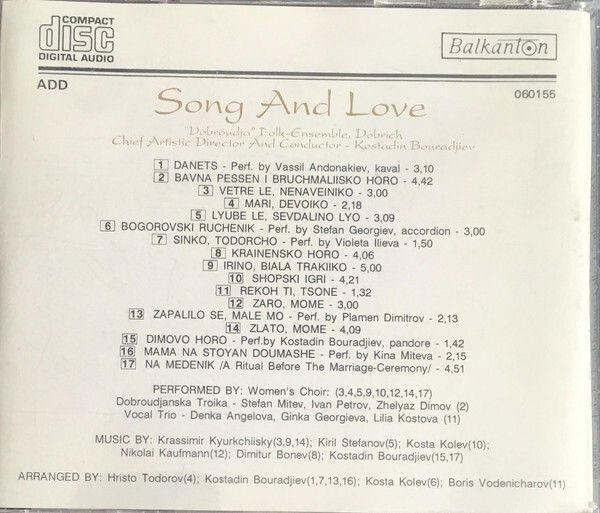 COMPACT
disc
DIGITAL AUDIO
Balkanton
ADD
060155
Song And Love
"Dobroudja" Folk-Ensemble, Dobrich
Chief Artistic Director And Conductor - Kostadin Bouradjiev
1 DANETS - Perf. by Vassil Andonakiev, kaval - 3,10
2 BAVNA PESSEN I BRUCHMALIISKO HORO - 4,42
3 VETRE LE, NENAVEINIKO - 3,00
4 MARI, DEVOIKO - 2,18
5 LYUBE LE, SEVDALINO LYO - 3,09
6 BOGOROVSKI RUCHENIK - Perf. by Stefan Georgiev, accordion - 3,00
7 SINKO, TODORCHO - Perf. by Violeta Ilieva - 1,50
8 KRAINENSKO HORO - 4,06
9 IRINO, BIALA TRAKIIKO - 5,00
10 SHOPSKI IGRI - 4,21
11 REKOH TI, TSONE - 1,32
12 ZARO, MOME - 3,00
13 ZAPALILO SE, MALE MO - Perf. by Plamen Dimitrov - 2,13
14 ZLATO, MOME - 4,09
15 DIMOVO HORO - Perf.by Kostadin Bouradjiev, pandore - 1,42
16 MAMA NA STOYAN DOUMASHE - Perf. by Kina Miteva - 2,15
17 NA MEDENIK /A Ritual Before The Marriage-Ceremony/ - 4,51
PERFORMED BY: Women's Choir: (3,4,5,9,10,12,14,17)
Dobroudjanska Troika - Stefan Mitev, Ivan Petrov, Zhelyaz Dimov (2)
Vocal Trio - Denka Angelova, Ginka Georgieva, Lilia Kostova (11)
MUSIC BY: Krassimir Kyurkchiisky(3,9,14); Kiril Stefanov(5); Kosta Kolev(10);
Nikolai Kaufmann(12); Dimitur Bonev(8); Kostadin Bouradjiev(15,17)
ARRANGED BY: Hristo Todorov(4); Kostadin Bouradjiev(1,7,13,16); Kosta Kolev(6); Boris Vodenicharov(11)